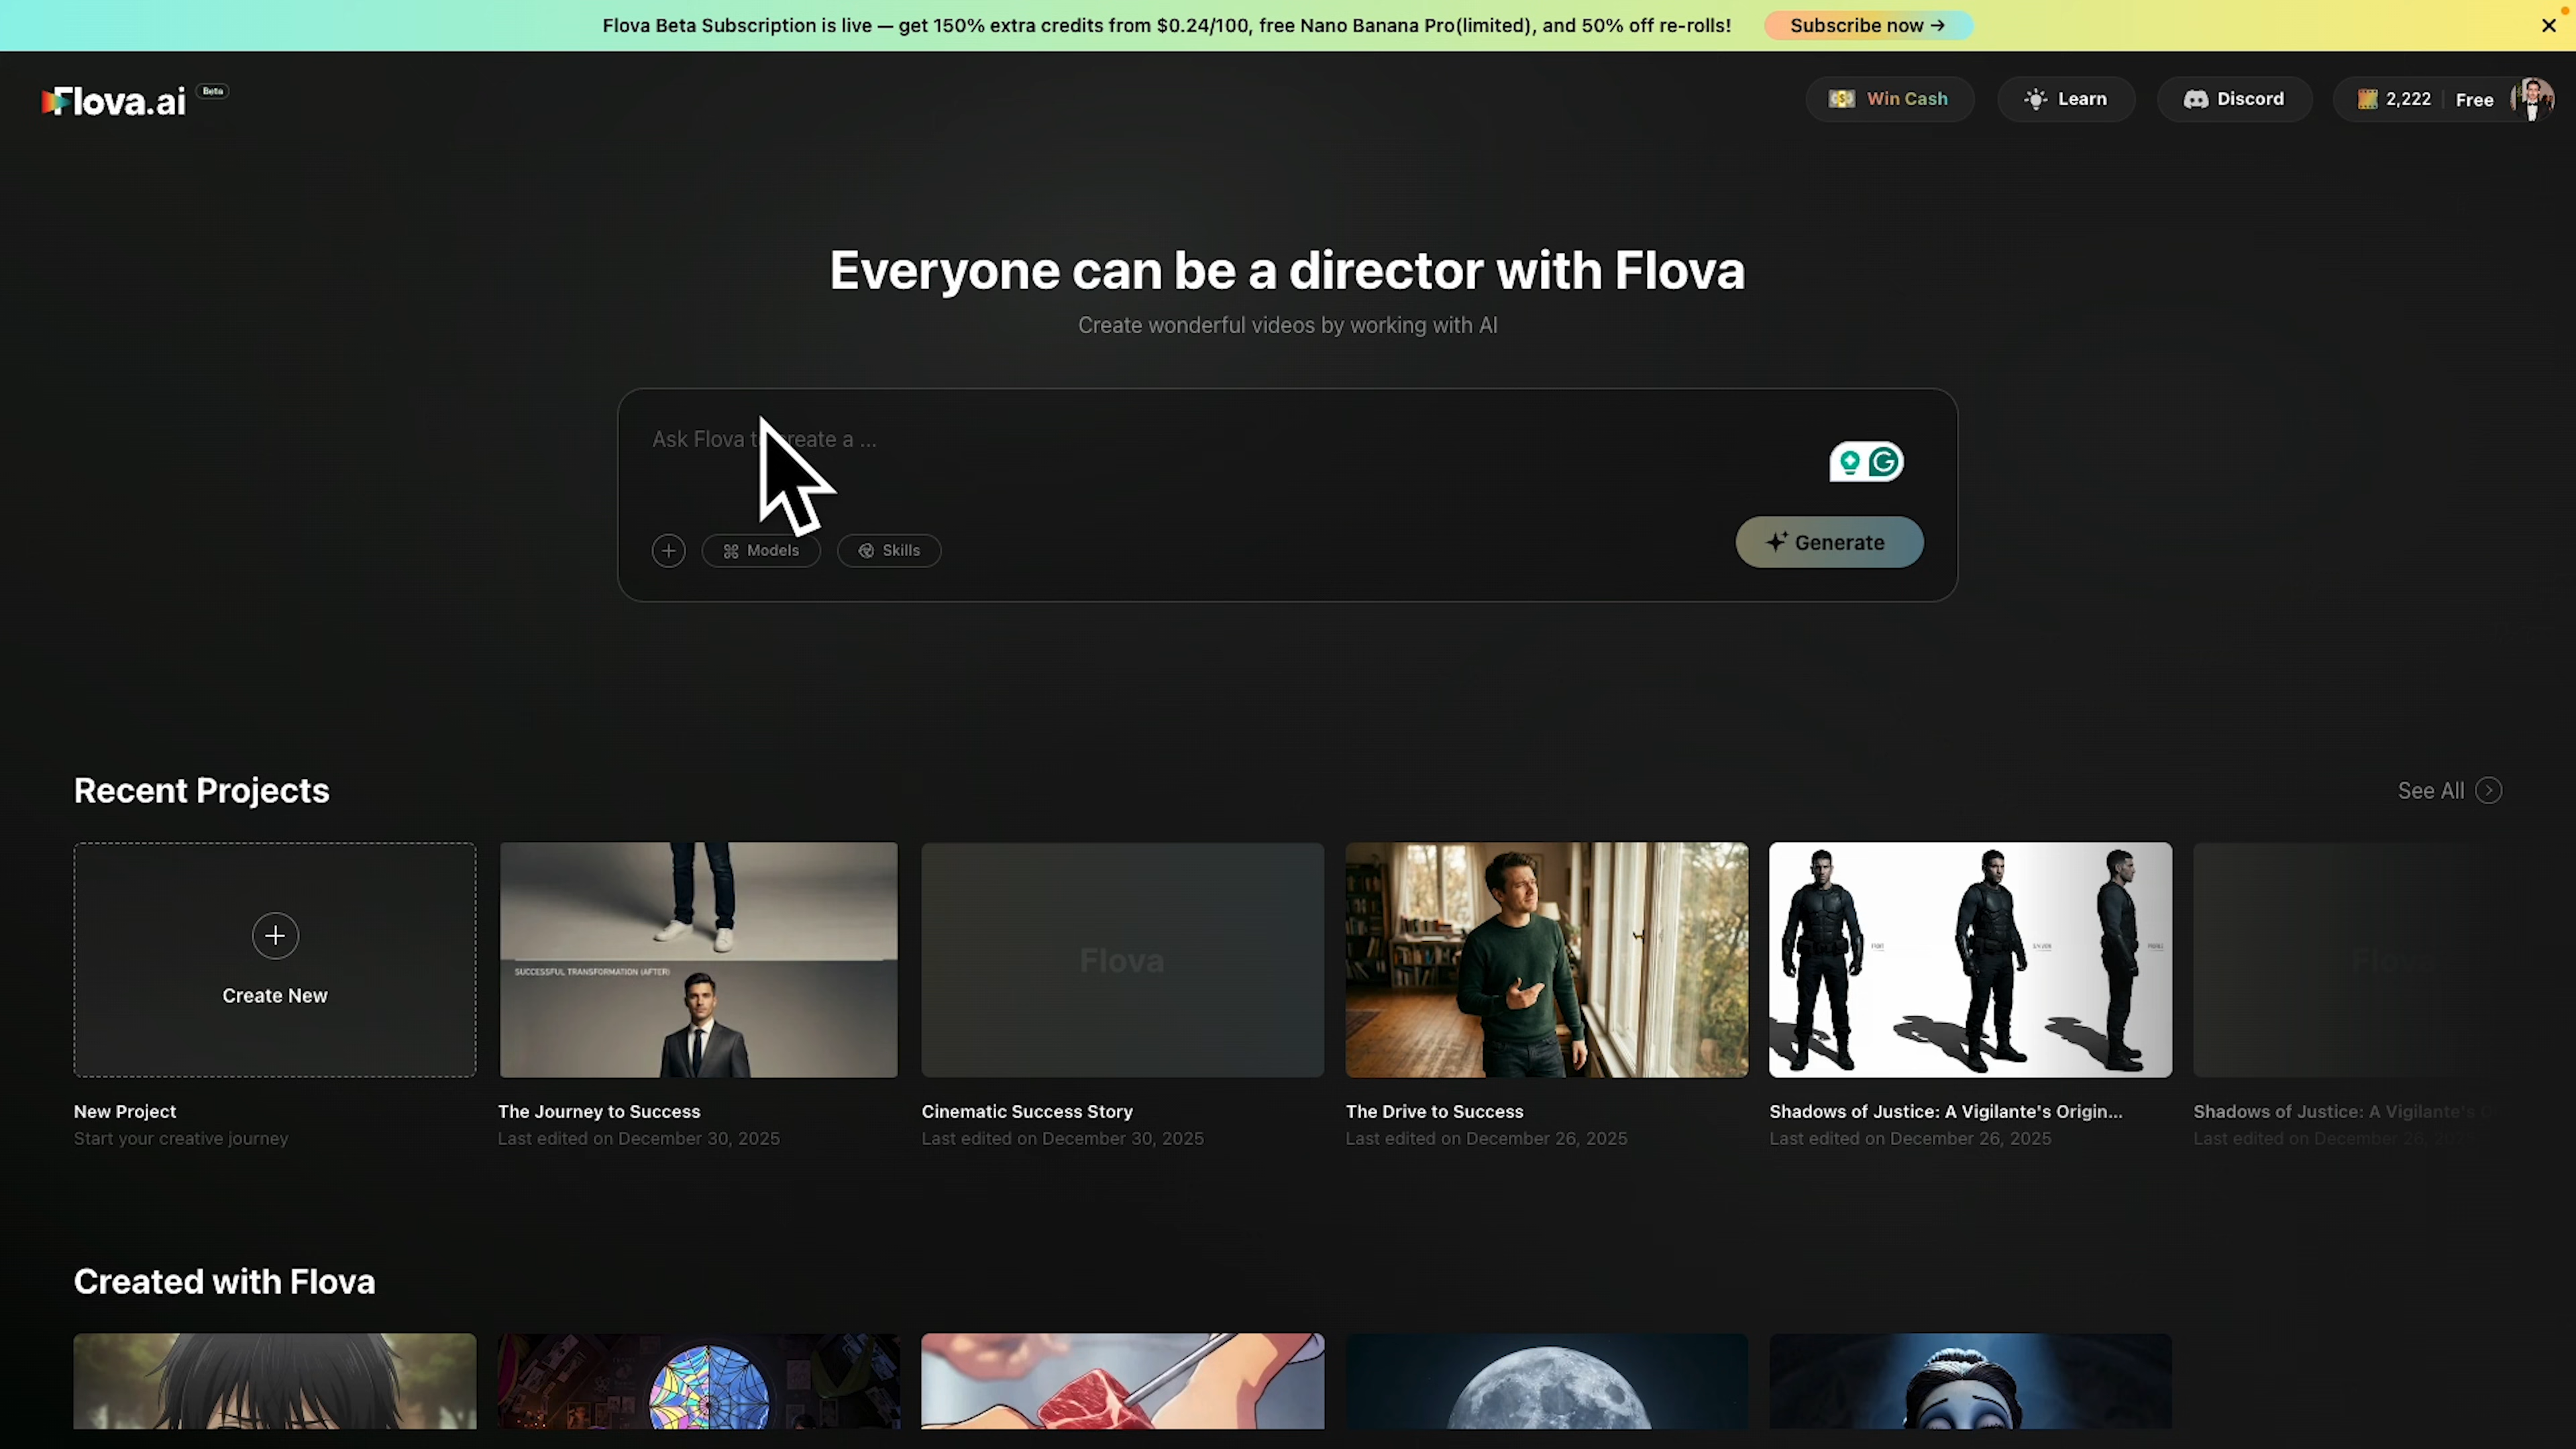 Flova Beta Subscription is live — get 150% extra credits from $0.24/100, free Nano Banana Pro(limited), and 50% off re-rolls!
Subscribe now →
Flova.ai
Beta
Win Cash
Learn
Discord
2,222
Free
Everyone can be a director with Flova
Create wonderful videos by working with AI
Ask Flova to create a ...
Models
Skills
Generate
Recent Projects
See All
Create New
SUCCESSFUL TRANSFORMATION (AFTER)
Flova
Flova
New Project
Start your creative journey
The Journey to Success
Last edited on December 30, 2025
Cinematic Success Story
Last edited on December 30, 2025
The Drive to Success
Last edited on December 26, 2025
Shadows of Justice: A Vigilante's Origin...
Last edited on December 26, 2025
Shadows of Justice: A Vigilante's
Last edited on December 26, 2025
Created with Flova